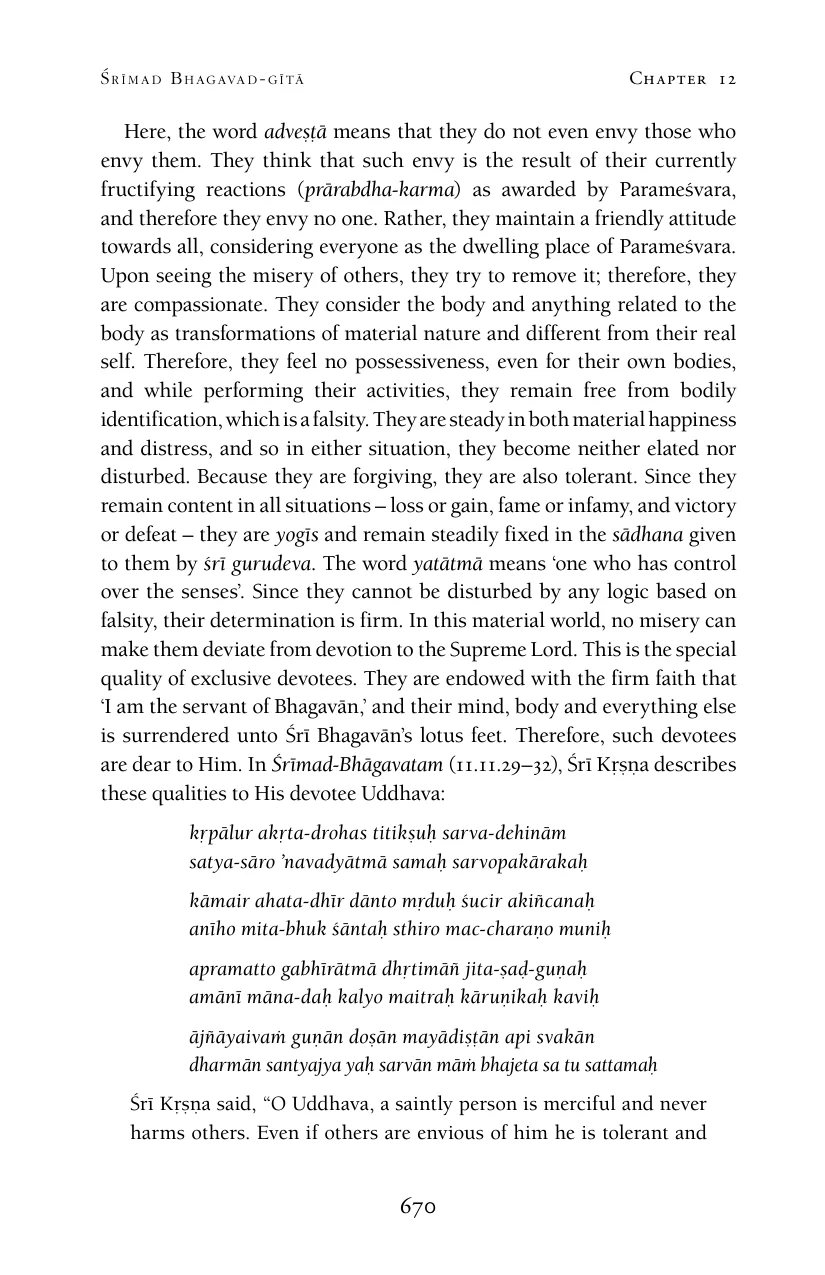 Śrīmad Bhagavad-gītā Chapter 12
Here, the word adveṣṭā means that they do not even envy those who
envy them. They think that such envy is the result of their currently
fructifying reactions (prārabdha-karma) as awarded by Parameśvara,
and therefore they envy no one. Rather, they maintain a friendly attitude
towards all, considering everyone as the dwelling place of Parameśvara.
Upon seeing the misery of others, they try to remove it; therefore, they
are compassionate. They consider the body and anything related to the
body as transformations of material nature and different from their real
self. Therefore, they feel no possessiveness, even for their own bodies,
and while performing their activities, they remain free from bodily
identification, which is a falsity. They are steady in both material happiness
and distress, and so in either situation, they become neither elated nor
disturbed. Because they are forgiving, they are also tolerant. Since they
remain content in all situations – loss or gain, fame or infamy, and victory
or defeat – they are yogīs and remain steadily fixed in the sādhana given
to them by śrī gurudeva. The word yatātmā means ‘one who has control
over the senses’. Since they cannot be disturbed by any logic based on
falsity, their determination is firm. In this material world, no misery can
make them deviate from devotion to the Supreme Lord. This is the special
quality of exclusive devotees. They are endowed with the firm faith that
‘I am the servant of Bhagavān,’ and their mind, body and everything else
is surrendered unto Śrī Bhagavān’s lotus feet. Therefore, such devotees
are dear to Him. In Śrīmad-Bhāgavatam (11.11.29–32), Śrī Kṛṣṇa describes
these qualities to His devotee Uddhava:
kṛpālur akṛta-drohas titikṣuḥ sarva-dehinām
satya-sāro ’navadyātmā samaḥ sarvopakārakaḥ
kāmair ahata-dhīr dānto mṛduḥ śucir akiñcanaḥ
anīho mita-bhuk śāntaḥ sthiro mac-charaṇo muniḥ
apramatto gabhīrātmā dhṛtimāñ jita-ṣaḍ-guṇaḥ
amānī māna-daḥ kalyo maitraḥ kāruṇikaḥ kaviḥ
ājñāyaivaṁ guṇān doṣān mayādiṣṭān api svakān
dharmān santyajya yaḥ sarvān māṁ bhajeta sa tu sattamaḥ
Śrī Kṛṣṇa said, “O Uddhava, a saintly person is merciful and never
harms others. Even if others are envious of him he is tolerant and
670